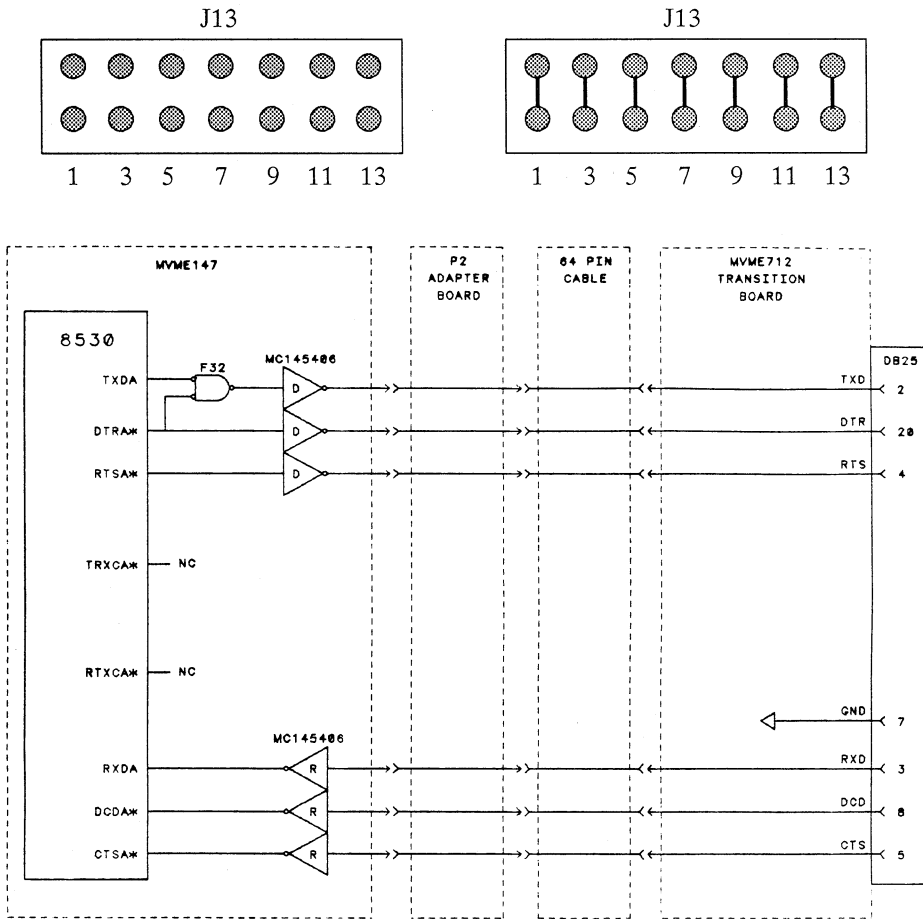 J13
J13
1 3 5 7 9 11 13
1 3 5 7 9 11 13
MVME147
P2
ADAPTER
BOARD
64 PIN
CABLE
MVME712
TRANSITION
BOARD
8530
DB25
F32
MC145406
TXDA
D
TXD
2
DTRA*
D
DTR
20
RTSA*
D
RTS
4
TRXCA*
NC
RTXCA*
NC
GND
7
MC145406
RXDA
R
RXD
3
DCDA*
R
DCD
8
CTSA*
R
CTS
5